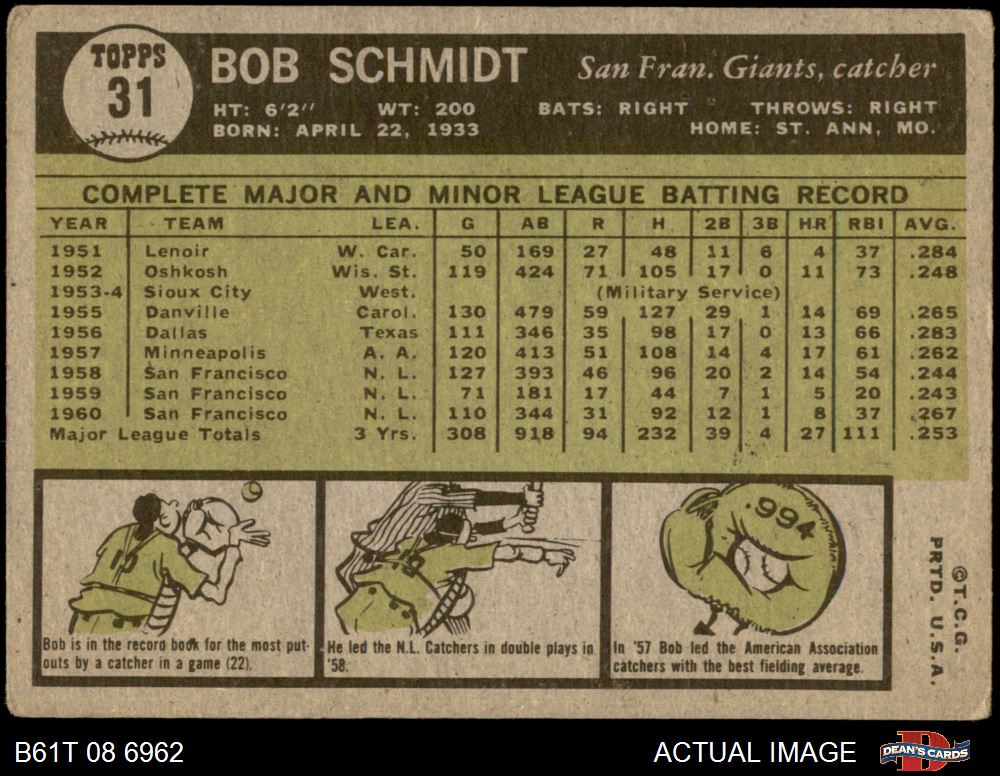 TOPPS
31
BOB SCHMIDT San Fran. Giants, catcher
HT: 6'2" WT: 200 BATS: RIGHT THROWS: RIGHT
BORN: APRIL 22, 1933 HOME: ST. ANN, MO.
COMPLETE MAJOR AND MINOR LEAGUE BATTING RECORD
YEAR TEAM LEA. G AB R H 2B 3B HR RBI AVG.
1951 Lenoir W. Car. 50 169 27 48 11 6 4 37 .284
1952 Oshkosh Wis. St. 119 424 71 105 17 0 11 73 .248
1953-4 Sioux City West. (Military Service)
1955 Danville Carol. 130 479 59 127 29 1 14 69 .265
1956 Dallas Texas 111 346 35 98 17 0 13 66 .283
1957 Minneapolis A. A. 120 413 51 108 14 4 17 61 .262
1958 San Francisco N. L. 127 393 46 96 20 2 14 54 .244
1959 San Francisco N. L. 71 181 17 44 7 1 5 20 .243
1960 San Francisco N. L. 110 344 31 92 12 1 8 37 .267
Major League Totals 3 Yrs. 308 918 94 232 39 4 27 111 .253
Bob is in the record book for the most put-
outs by a catcher in a game (22).
He led the N.L. Catchers in double plays in
'58.
.994
In '57 Bob led the American Association
catchers with the best fielding average.
©T.C.G.
PRTD. U.S.A.
B61T 08 6962 ACTUAL IMAGE DEAN'S CARDS